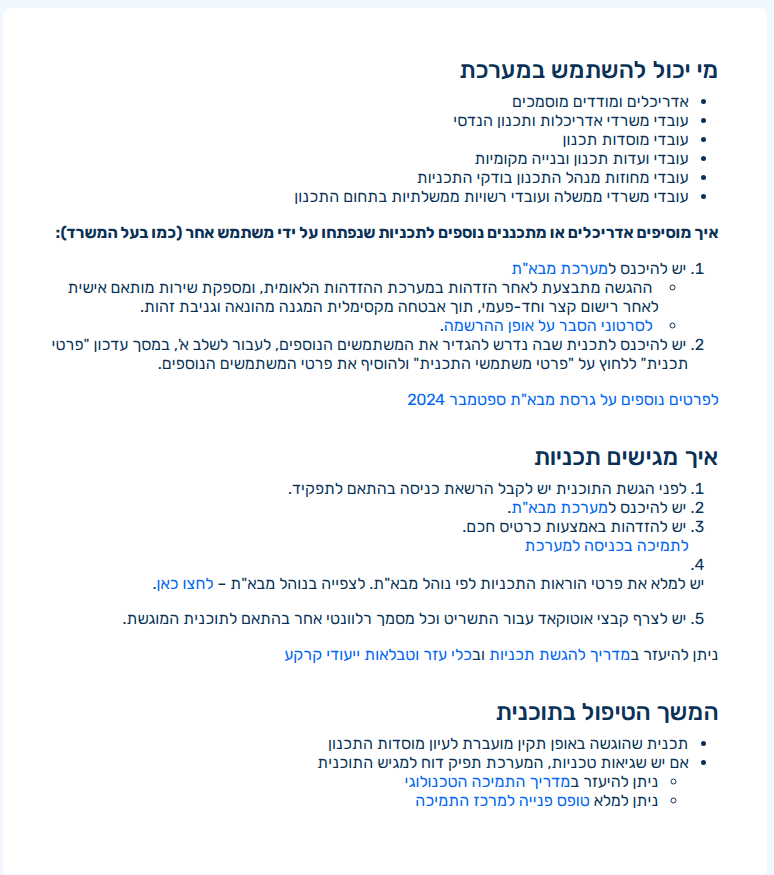 מי יכול להשתמש במערכת
• אדריכלים ומודדים מוסמכים
• עובדי משרדי אדריכלות ותכנון הנדסי
• עובדי מוסדות תכנון
• עובדי ועדות תכנון ובנייה מקומיות
• עובדי מחוזות מנהל התכנון בודקי התכניות
• עובדי משרדי ממשלה ועובדי רשויות ממשלתיות בתחום התכנון
איך מוסיפים אדריכלים או מתכננים נוספים לתכניות שנפתחו על ידי משתמש אחר (כמו בעל המשרד):
1. יש להיכנס למערכת מבא"ת
◦ ההגשה מתבצעת לאחר הזדהות במערכת ההזדהות הלאומית, ומספקת שירות מותאם אישית
לאחר רישום קצר וחד-פעמי, תוך אבטחה מקסימלית המגנה מהונאה וגניבת זהות.
◦ לסרטוני הסבר על אופן ההרשמה.
2. יש להיכנס לתכנית שבה נדרש להגדיר את המשתמשים הנוספים, לעבור לשלב א', במסך עדכון "פרטי
תכנית" ללחוץ על "פרטי משתמשי התכנית" ולהוסיף את פרטי המשתמשים הנוספים.
לפרטים נוספים על גרסת מבא"ת ספטמבר 2024
איך מגישים תכניות
1. לפני הגשת התוכנית יש לקבל הרשאת כניסה בהתאם לתפקיד.
2. יש להיכנס למערכת מבא"ת.
3. יש להזדהות באמצעות כרטיס חכם.
לתמיכה בכניסה למערכת
4.
יש למלא את פרטי הוראות התכניות לפי נוהל מבא"ת. לצפייה בנוהל מבא"ת – לחצו כאן.
5. יש לצרף קבצי אוטוקאד עבור התשריט וכל מסמך רלוונטי אחר בהתאם לתוכנית המוגשת.
ניתן להיעזר במדריך להגשת תכניות ובכלי עזר וטבלאות ייעודי קרקע
המשך הטיפול בתוכנית
• תכנית שהוגשה באופן תקין מועברת לעיון מוסדות התכנון
• אם יש שגיאות טכניות, המערכת תפיק דוח למגיש התוכנית
◦ ניתן להיעזר במדריך התמיכה הטכנולוגי
◦ ניתן למלא טופס פנייה למרכז התמיכה